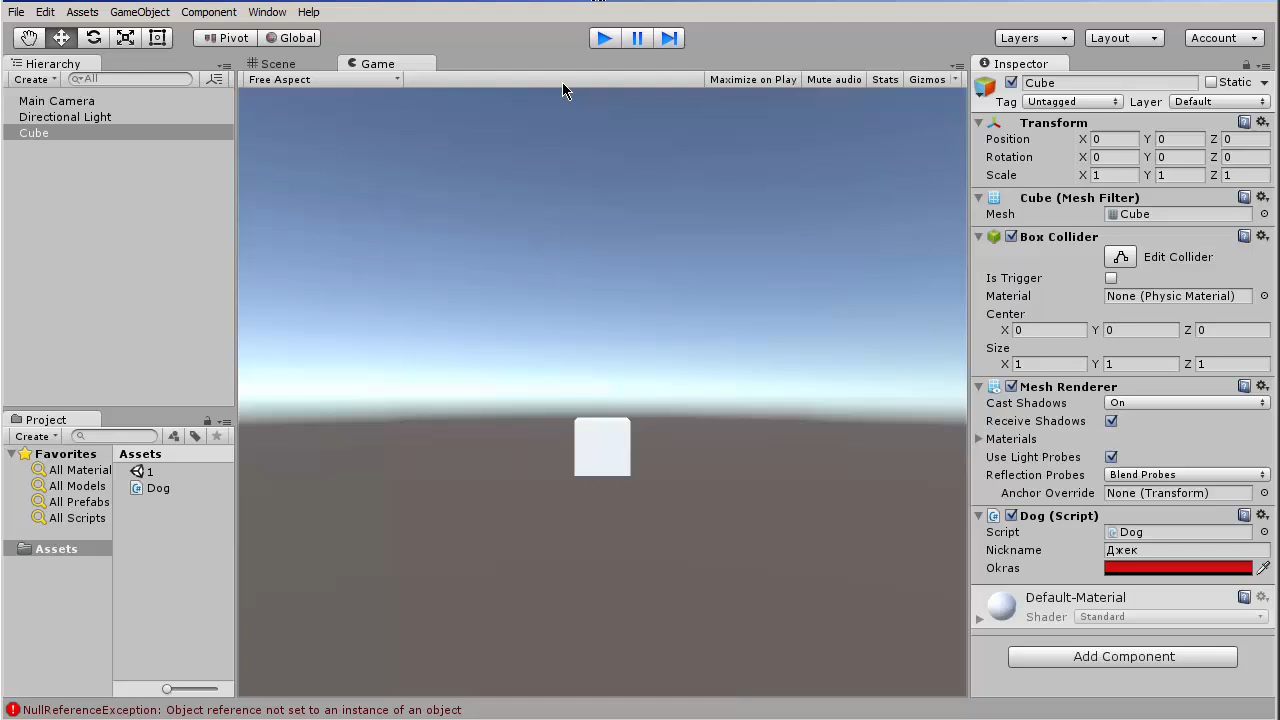 File Edit Assets GameObject Component Window Help
Pivot Global Layers Layout Account
Hierarchy Scene Game Inspector
Create All Free Aspect Maximize on Play Mute audio Stats Gizmos
Cube Static
Tag Untagged Layer Default
Main Camera
Directional Light
Cube
Transform
Position X 0 Y 0 Z 0
Rotation X 0 Y 0 Z 0
Scale X 1 Y 1 Z 1
Cube (Mesh Filter)
Mesh Cube
Box Collider
Edit Collider
Is Trigger
Material None (Physic Material)
Center
X 0 Y 0 Z 0
Size
X 1 Y 1 Z 1
Mesh Renderer
Cast Shadows On
Receive Shadows
Materials
Use Light Probes
Reflection Probes Blend Probes
Anchor Override None (Transform)
Dog (Script)
Script Dog
Nickname Джек
Okras
Default-Material
Shader Standard
Add Component
Project
Create
Favorites
All Material
All Models
All Prefabs
All Scripts
Assets
Assets
1
Dog
NullReferenceException: Object reference not set to an instance of an object